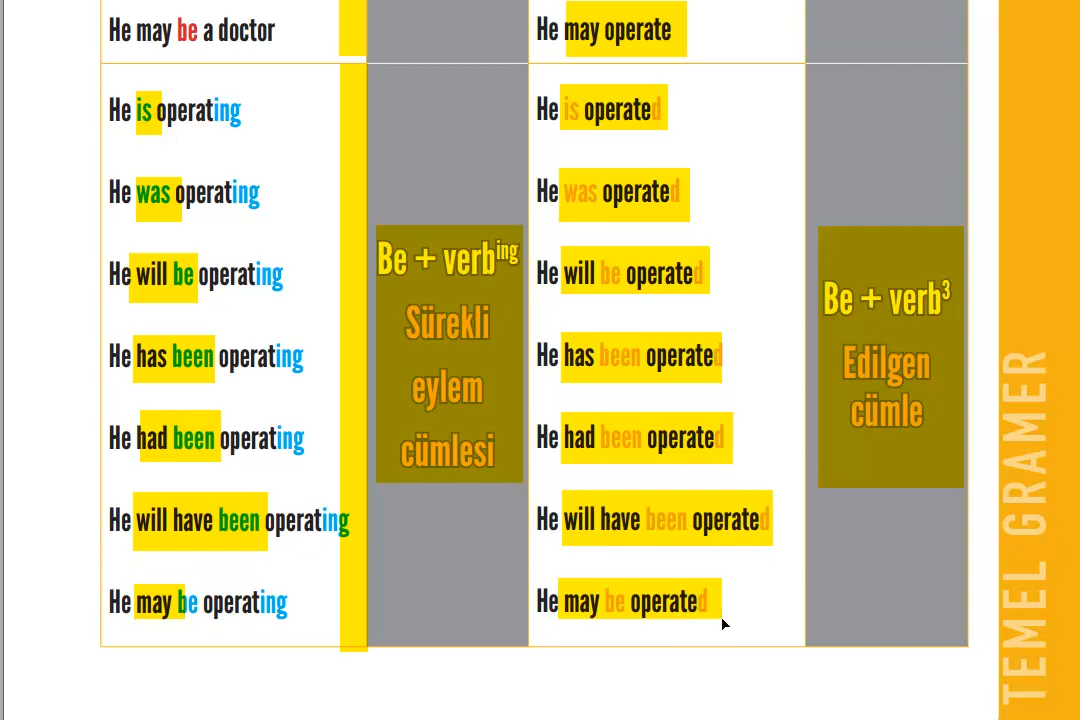 He may be a doctor
He may operate
He is operating
He is operated
He was operating
He was operated
He will be operating
He will be operated
He has been operating
He has been operated
He had been operating
He had been operated
He will have been operating
He will have been operated
He may be operating
He may be operated
Be + verbing
Sürekli
eylem
cümlesi
Be + verb3
Edilgen
cümle
TEMEL GRAMER